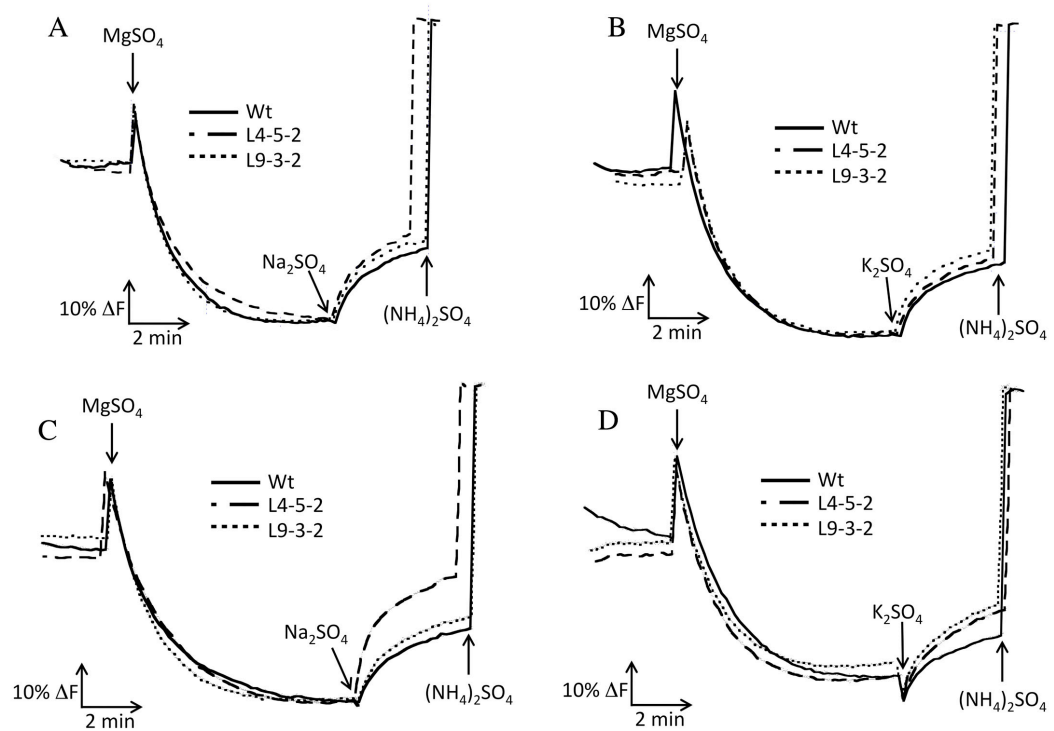 A
MgSO4
Wt
L4-5-2
L9-3-2
Na2SO4
10% ΔF
2 min
(NH4)2SO4
B
MgSO4
Wt
L4-5-2
L9-3-2
K2SO4
10% ΔF
2 min
(NH4)2SO4
C
MgSO4
Wt
L4-5-2
L9-3-2
Na2SO4
10% ΔF
2 min
(NH4)2SO4
D
MgSO4
Wt
L4-5-2
L9-3-2
K2SO4
10% ΔF
2 min
(NH4)2SO4